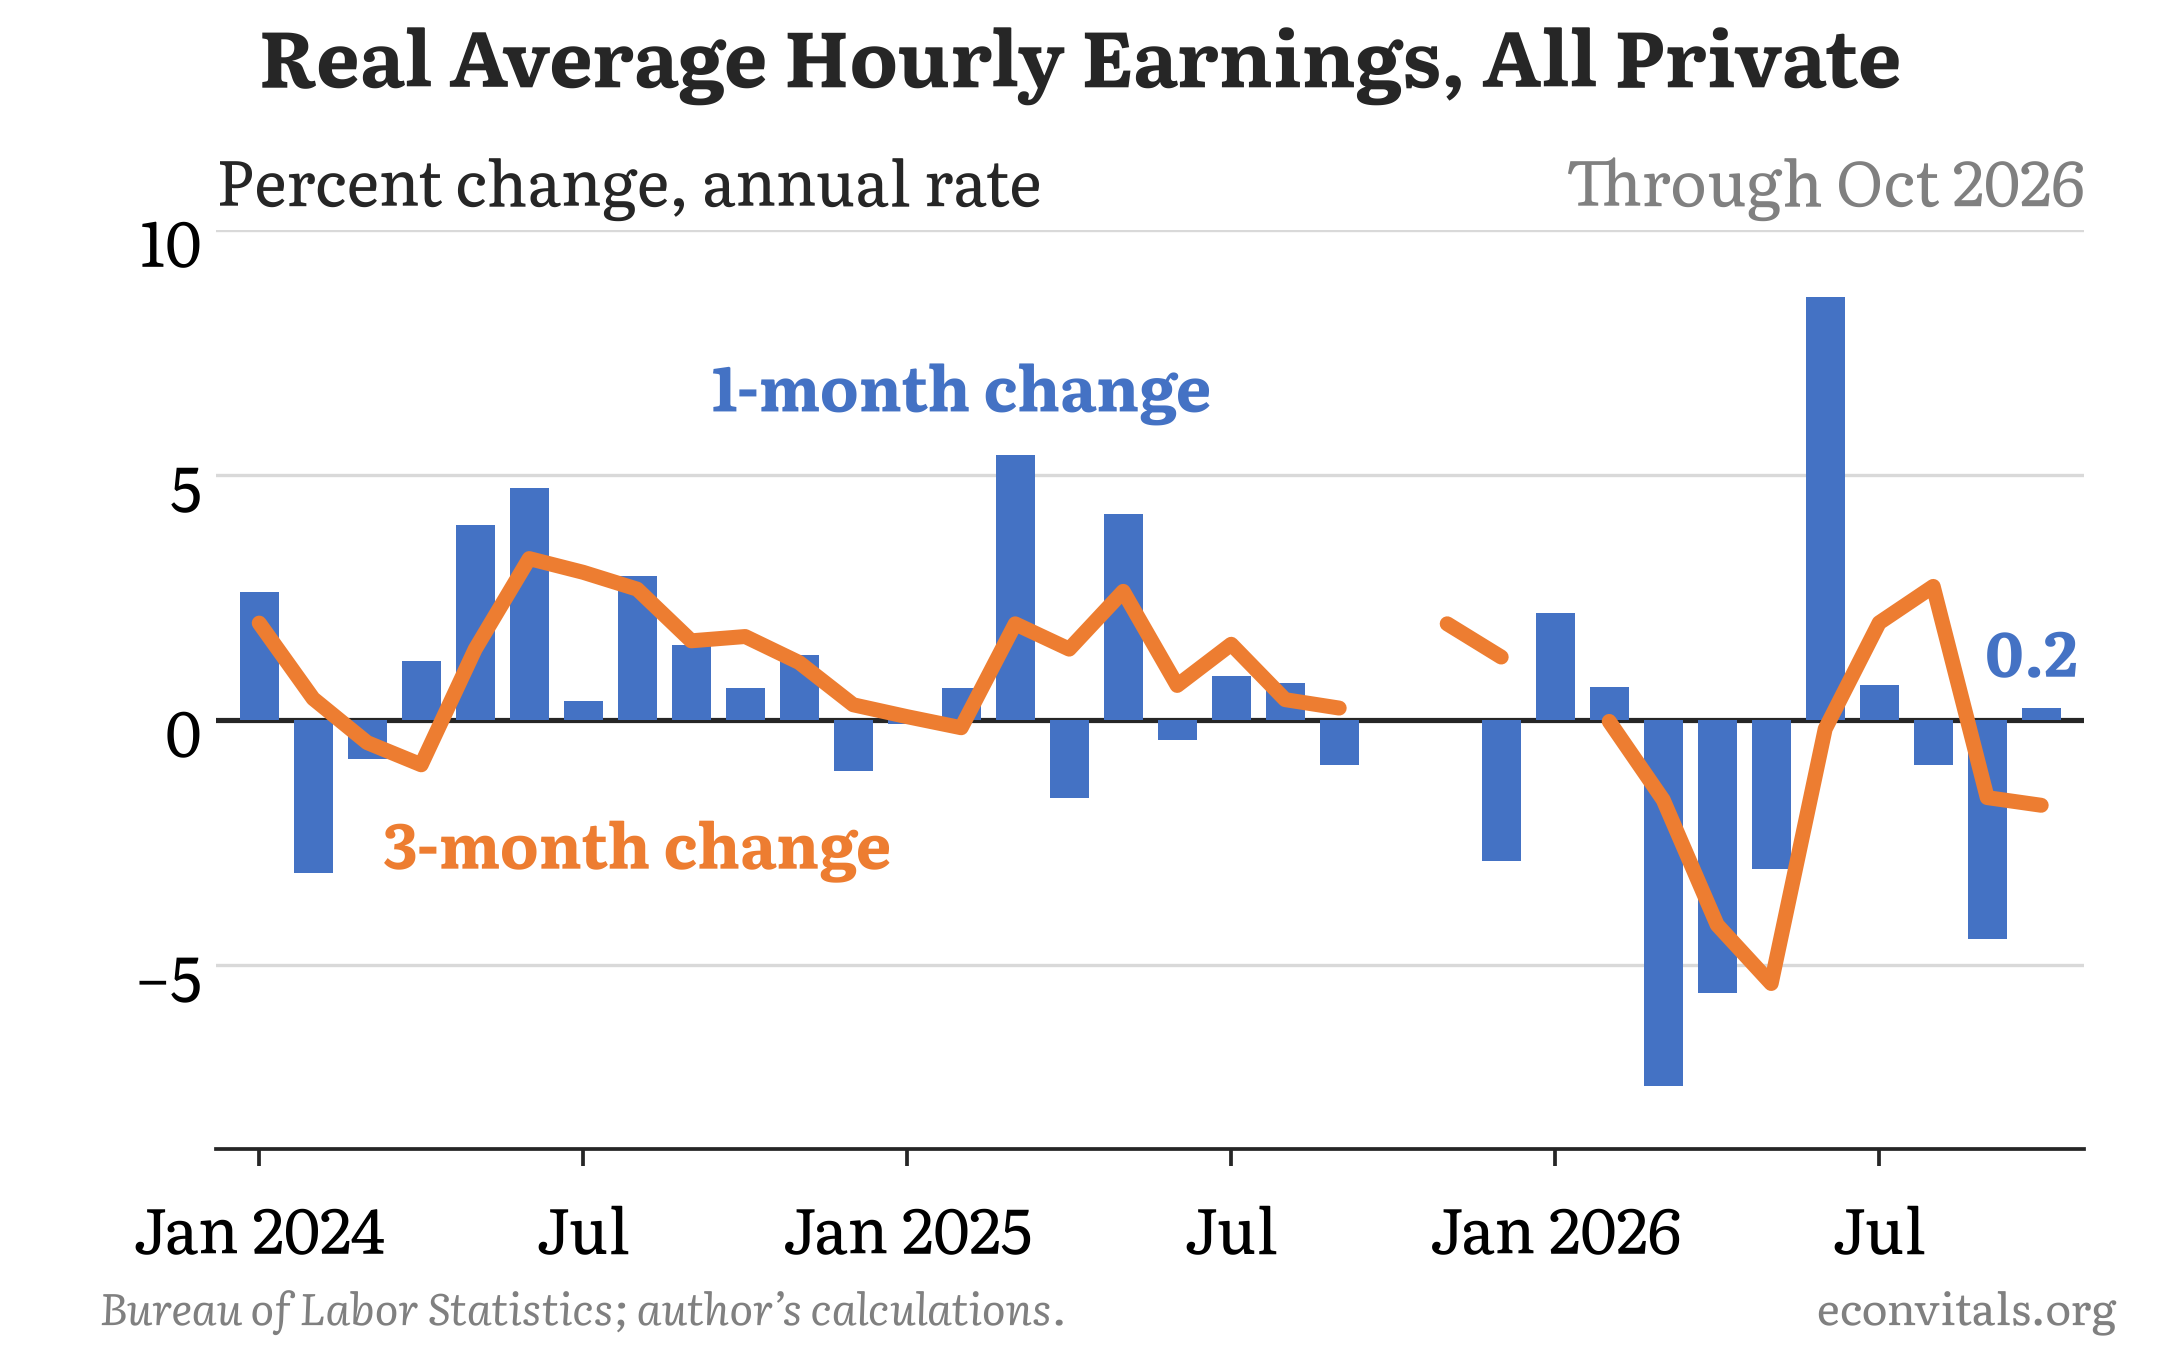 Real Average Hourly Earnings, All Private
Percent change, annual rate
Through Oct 2026
10
1-month change
5
0.2
0
3-month change
−5
Jan 2024
Jul
Jan 2025
Jul
Jan 2026
Jul
Bureau of Labor Statistics; author’s calculations.
econvitals.org